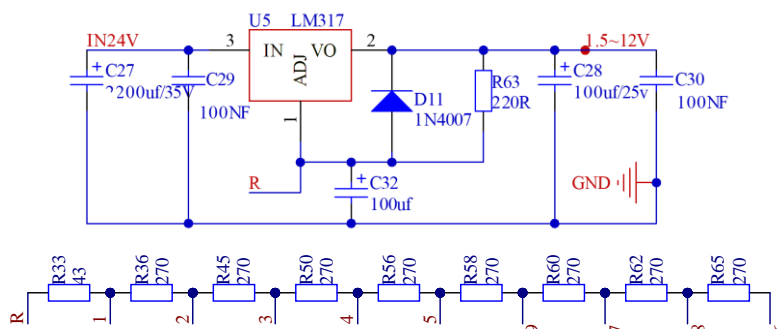 U5 LM317
IN24V
3
IN VO
ADJ
2
1.5~12V
C27
2200uf/35V
C29
100NF
1
D11
1N4007
R63
220R
C28
100uf/25v
C30
100NF
R
C32
100uf
GND
R33
43
R36
270
R45
270
R50
270
R56
270
R58
270
R60
270
R62
270
R65
270
R
1
2
3
4
5